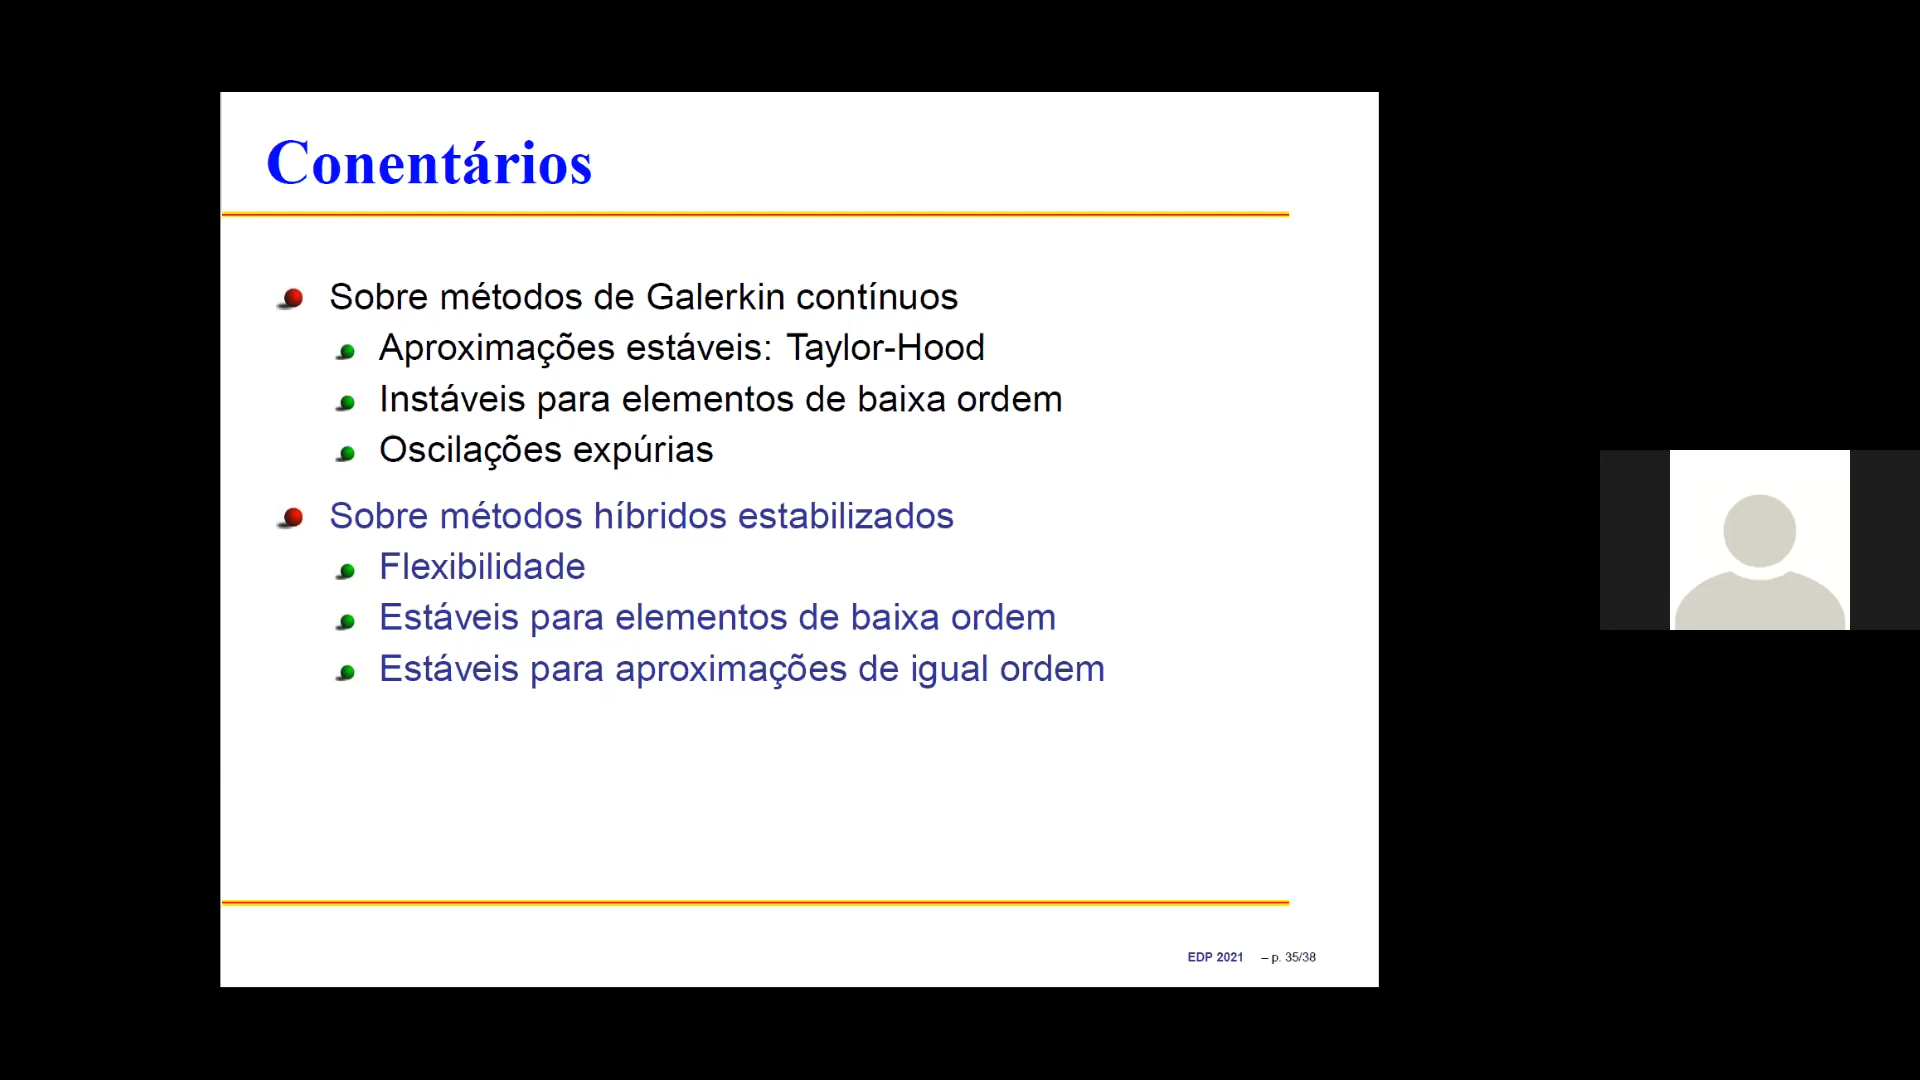 Conentários
Sobre métodos de Galerkin contínuos
Aproximações estáveis: Taylor-Hood
Instáveis para elementos de baixa ordem
Oscilações expúrias
Sobre métodos híbridos estabilizados
Flexibilidade
Estáveis para elementos de baixa ordem
Estáveis para aproximações de igual ordem
EDP 2021 – p. 35/38